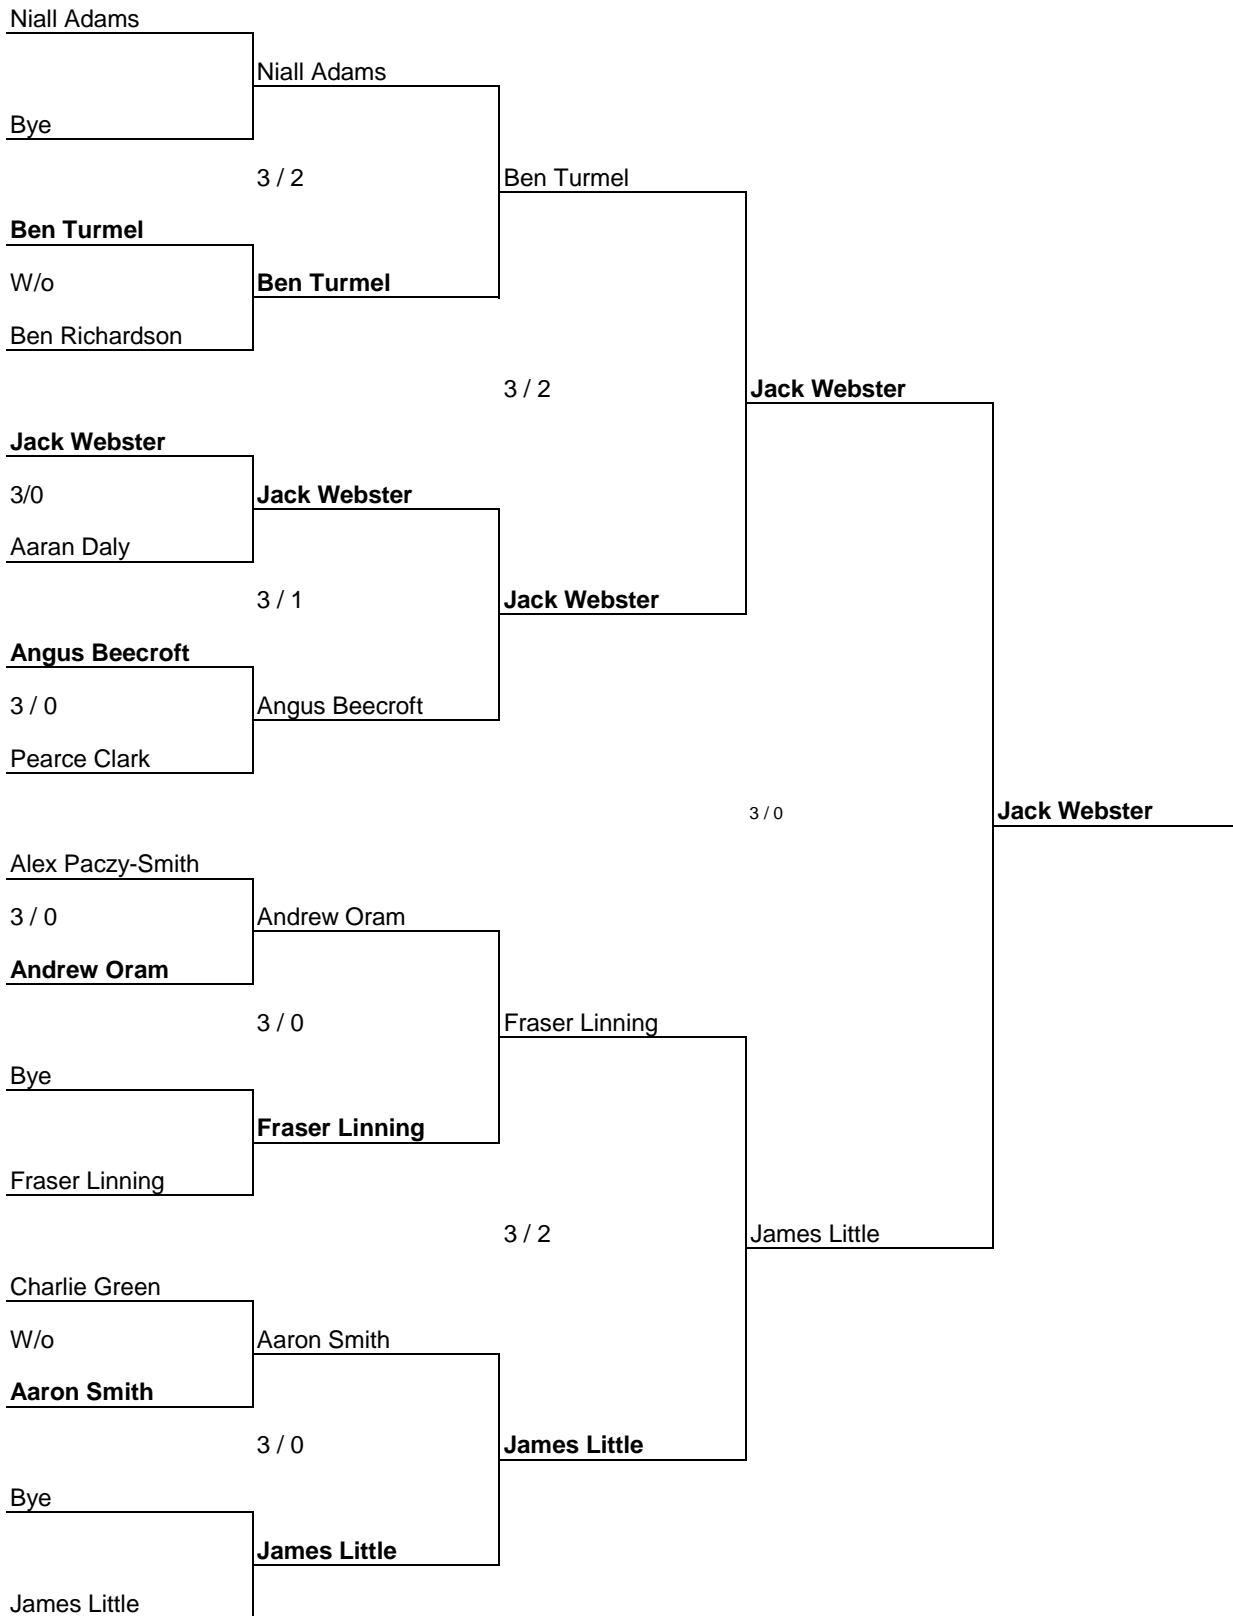 Niall Adams
Niall Adams
Bye
3 / 2
Ben Turmel
Ben Turmel
W/o
Ben Turmel
Ben Richardson
3 / 2
Jack Webster
Jack Webster
3/0
Jack Webster
Aaran Daly
3 / 1
Jack Webster
Angus Beecroft
3 / 0
Angus Beecroft
Pearce Clark
3 / 0
Jack Webster
Alex Paczy-Smith
3 / 0
Andrew Oram
Andrew Oram
3 / 0
Fraser Linning
Bye
Fraser Linning
Fraser Linning
3 / 2
James Little
Charlie Green
W/o
Aaron Smith
Aaron Smith
3 / 0
James Little
Bye
James Little
James Little